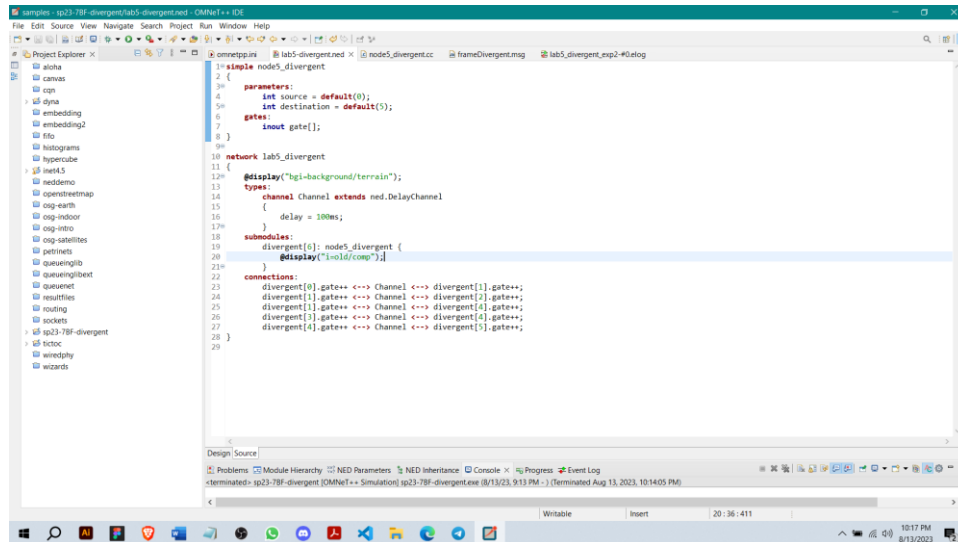 samples - sp23-7BF-divergent/lab5-divergent.ned - OMNeT++ IDE
File Edit Source View Navigate Search Project Run Window Help
Project Explorer
omnetpp.ini lab5-divergent.ned node5_divergent.cc frameDivergent.msg lab5_divergent_exp2-#0.elog
aloha
canvas
cqn
dyna
embedding
embedding2
fifo
histograms
hypercube
inet4.5
neddemo
openstreetmap
osg-earth
osg-indoor
osg-intro
osg-satellites
petrinets
queueinglib
queueinglibext
queuenet
resultfiles
routing
sockets
sp23-7BF-divergent
tictoc
wiredphy
wizards
1 simple node5_divergent
2 {
3 parameters:
4 int source = default(0);
5 int destination = default(5);
6 gates:
7 inout gate[];
8 }
9
10 network lab5_divergent
11 {
12 @display("bgi=background/terrain");
13 types:
14 channel Channel extends ned.DelayChannel
15 {
16 delay = 100ms;
17 }
18 submodules:
19 divergent[6]: node5_divergent {
20 @display("i=old/comp");
21 }
22 connections:
23 divergent[0].gate++ <--> Channel <--> divergent[1].gate++;
24 divergent[1].gate++ <--> Channel <--> divergent[2].gate++;
25 divergent[1].gate++ <--> Channel <--> divergent[4].gate++;
26 divergent[3].gate++ <--> Channel <--> divergent[4].gate++;
27 divergent[4].gate++ <--> Channel <--> divergent[5].gate++;
28 }
29
Design Source
Problems Module Hierarchy NED Parameters NED Inheritance Console Progress Event Log
<terminated> sp23-7BF-divergent [OMNeT++ Simulation] sp23-7BF-divergent.exe (8/13/23, 9:13 PM - ) (Terminated Aug 13, 2023, 10:14:05 PM)
Writable Insert 20 : 36 : 411
Ai
10:17 PM
8/13/2023